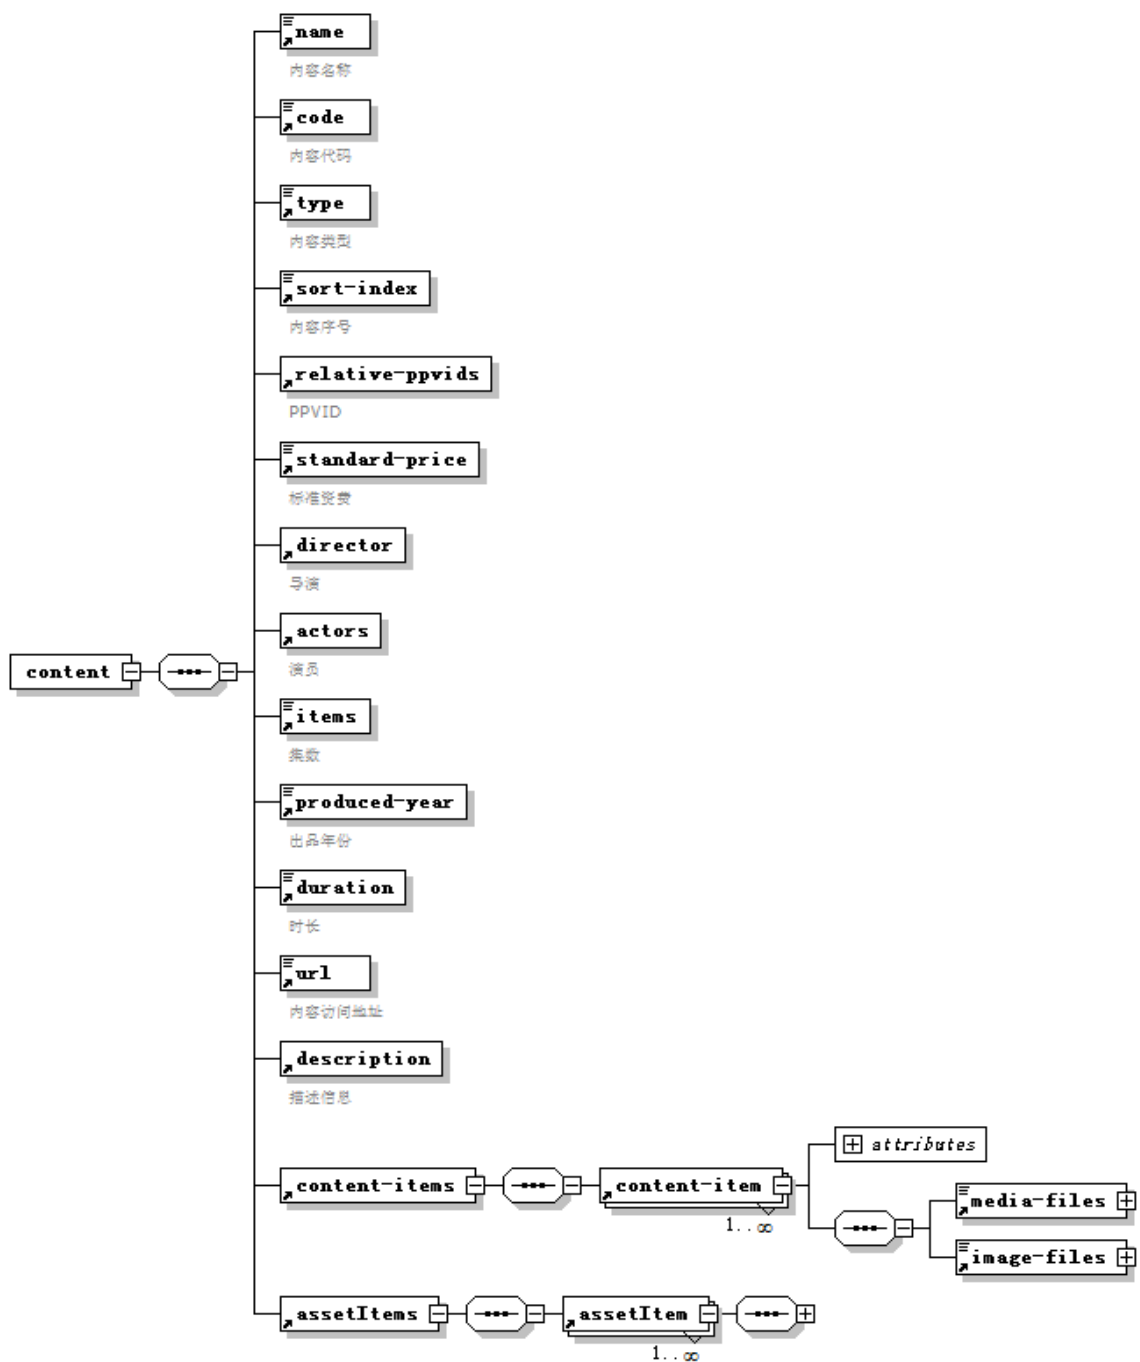 name
内容名称
code
内容代码
type
内容类型
sort-index
内容序号
relative-ppvids
PPVID
standard-price
标准资费
director
导演
actors
演员
content
items
集数
produced-year
出品年份
duration
时长
url
内容访问地址
description
描述信息
attributes
content-items
content-item
media-files
1..∞
image-files
assetItems
assetItem
1..∞